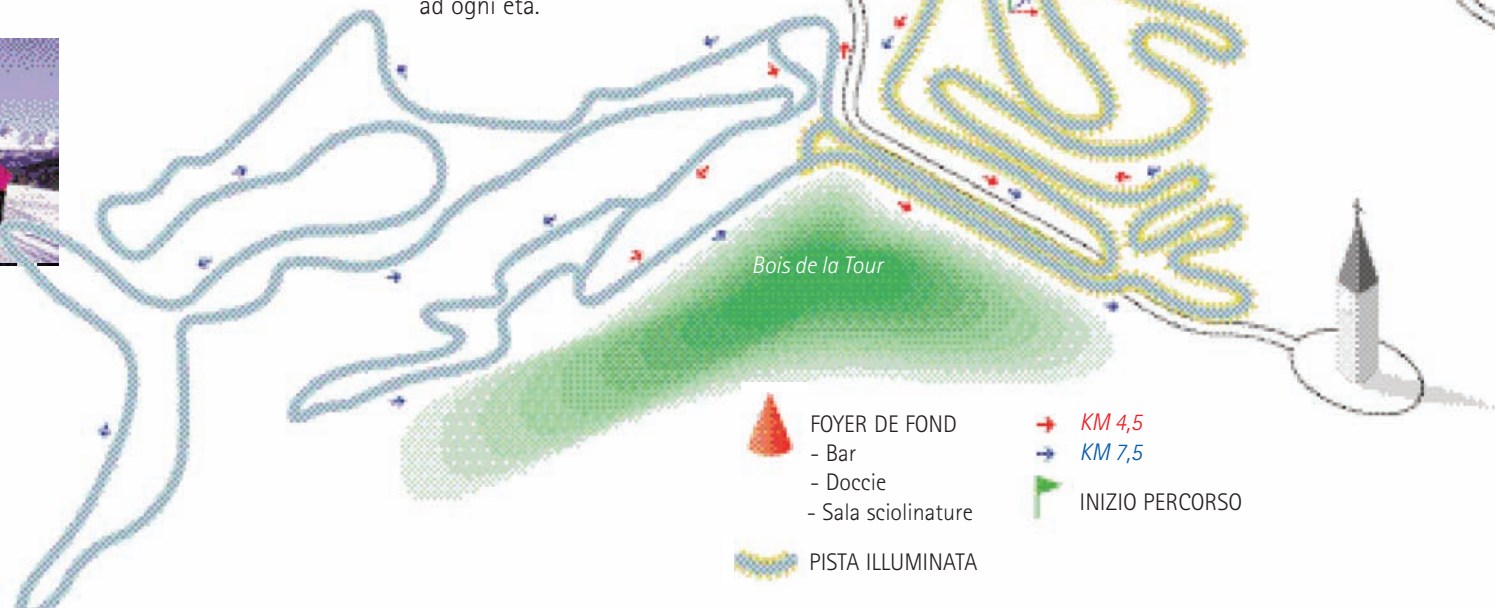 ad ogni età.
Bois de la Tour
FOYER DE FOND
- Bar
- Doccie
- Sala sciolinature
PISTA ILLUMINATA
KM 4,5
KM 7,5
INIZIO PERCORSO